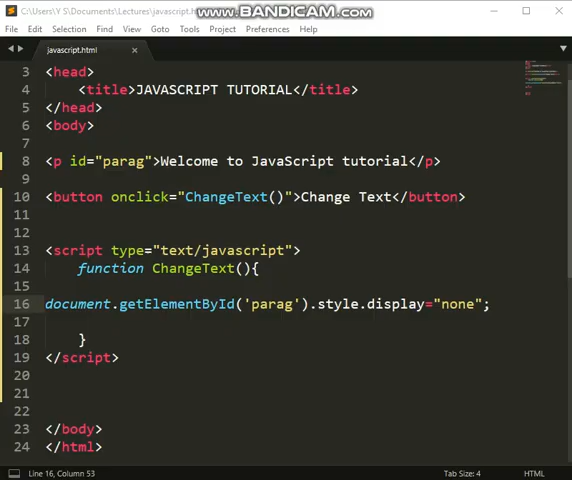 C:\Users\Y S\Documents\Lectures\javascript.h
WWW.BANDICAM.COM
File Edit Selection Find View Goto Tools Project Preferences Help
javascript.html
3 <head>
4 <title>JAVASCRIPT TUTORIAL</title>
5 </head>
6 <body>
7
8 <p id="parag">Welcome to JavaScript tutorial</p>
9
10 <button onclick="ChangeText()">Change Text</button>
11
12
13 <script type="text/javascript">
14 function ChangeText(){
15
16 document.getElementById('parag').style.display="none";
17
18 }
19 </script>
20
21
22
23 </body>
24 </html>
Line 16, Column 53
Tab Size: 4
HTML